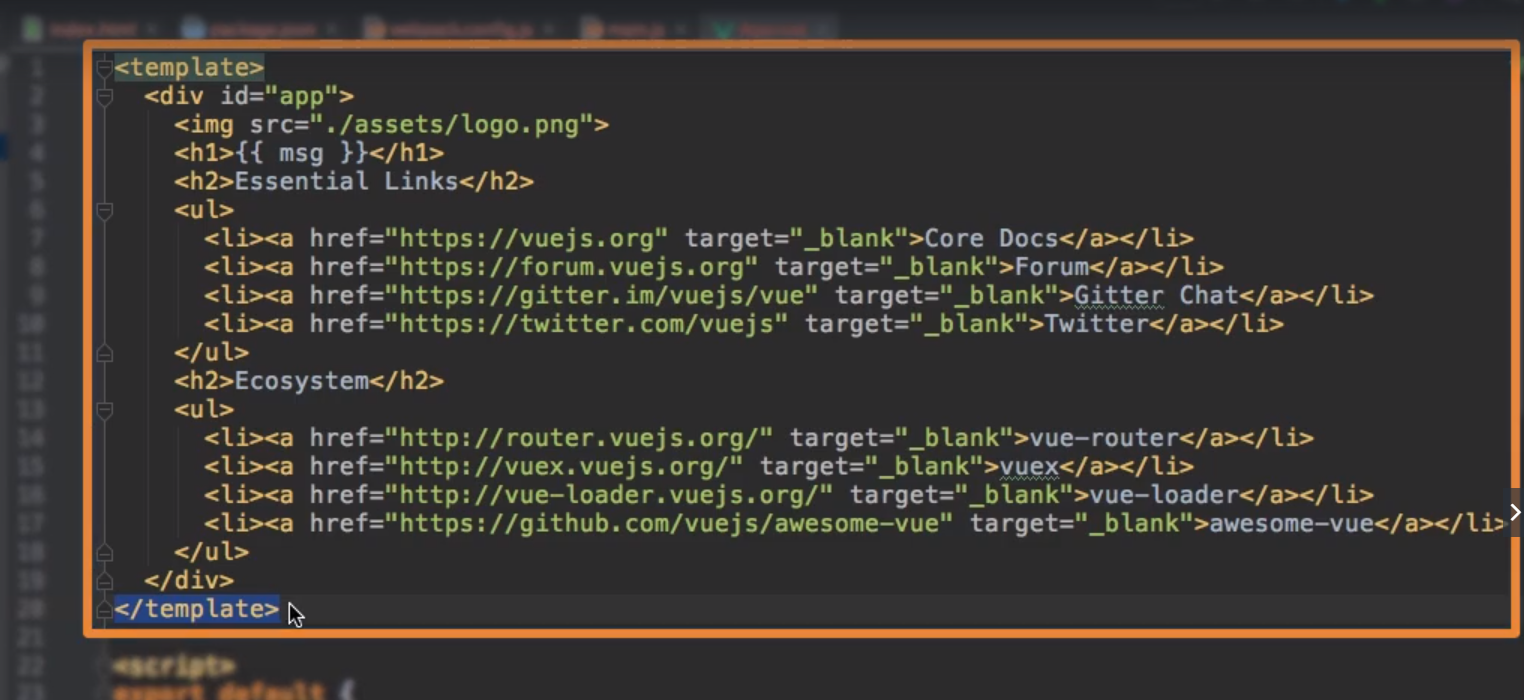 index.html package.json webpack.config.js main.js App.vue
1 <template>
2 <div id="app">
3 <img src="./assets/logo.png">
4 <h1>{{ msg }}</h1>
5 <h2>Essential Links</h2>
6 <ul>
7 <li><a href="https://vuejs.org" target="_blank">Core Docs</a></li>
8 <li><a href="https://forum.vuejs.org" target="_blank">Forum</a></li>
9 <li><a href="https://gitter.im/vuejs/vue" target="_blank">Gitter Chat</a></li>
10 <li><a href="https://twitter.com/vuejs" target="_blank">Twitter</a></li>
11 </ul>
12 <h2>Ecosystem</h2>
13 <ul>
14 <li><a href="http://router.vuejs.org/" target="_blank">vue-router</a></li>
15 <li><a href="http://vuex.vuejs.org/" target="_blank">vuex</a></li>
16 <li><a href="http://vue-loader.vuejs.org/" target="_blank">vue-loader</a></li>
17 <li><a href="https://github.com/vuejs/awesome-vue" target="_blank">awesome-vue</a></li>
18 </ul>
19 </div>
20 </template>
21
22 <script>
23 export default {